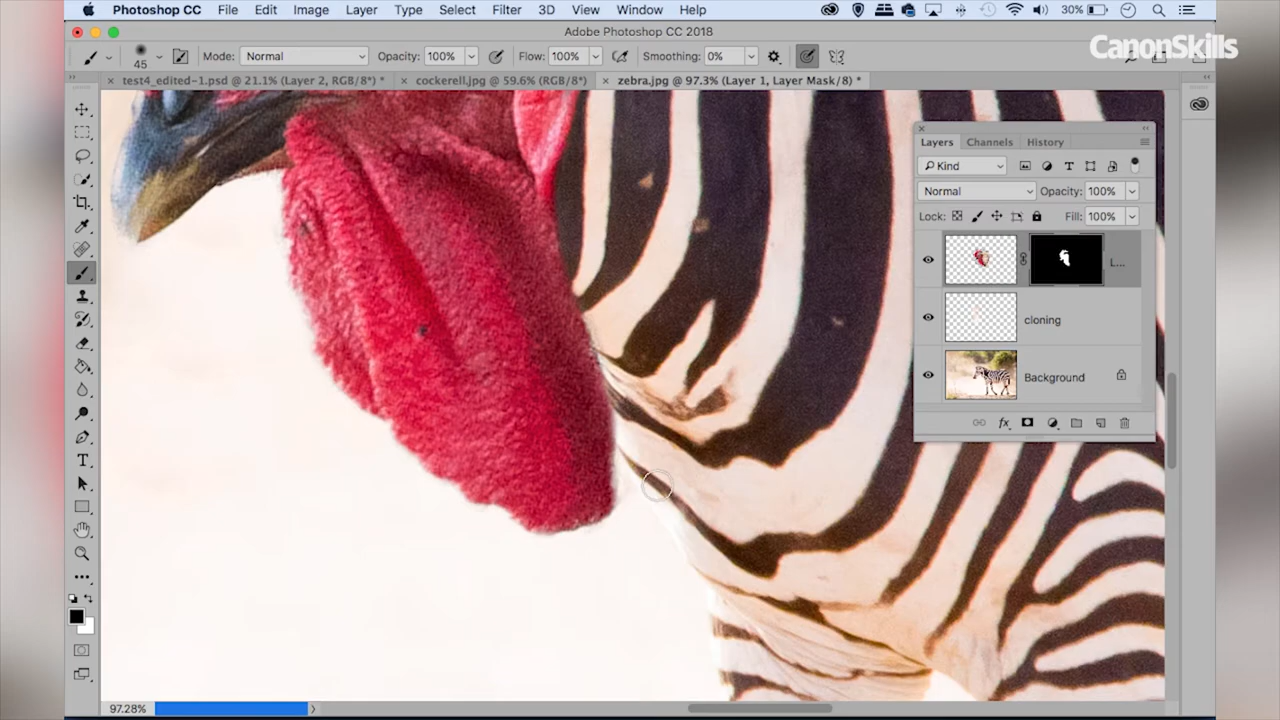 Photoshop CC File Edit Image Layer Type Select Filter 3D View Window Help 30%
Adobe Photoshop CC 2018
CanonSkills
45 Mode: Normal Opacity: 100% Flow: 100% Smoothing: 0%
test4_edited-1.psd @ 21.1% (Layer 2, RGB/8*) * cockerell.jpg @ 59.6% (RGB/8*) zebra.jpg @ 97.3% (Layer 1, Layer Mask/8) *
Layers Channels History
Kind
Normal Opacity: 100%
Lock: Fill: 100%
L...
cloning
Background
fx
97.28%